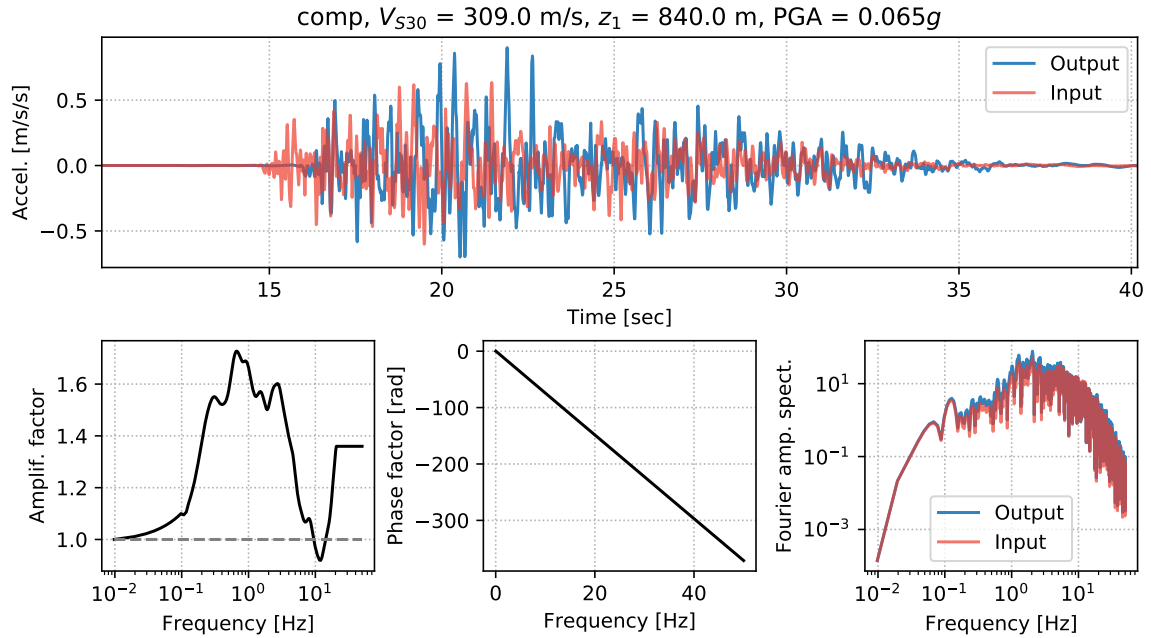 comp, V_{S30} = 309.0 m/s, z_1 = 840.0 m, PGA = 0.065g
Accel. [m/s/s]
0.5
0.0
−0.5
Output
Input
15 20 25 30 35 40
Time [sec]
Amplif. factor
1.6
1.4
1.2
1.0
10^{-2} 10^{-1} 10^{0} 10^{1}
Frequency [Hz]
Phase factor [rad]
0
−100
−200
−300
0 20 40
Frequency [Hz]
Fourier amp. spect.
10^{1}
10^{-1}
10^{-3}
Output
Input
10^{-2} 10^{-1} 10^{0} 10^{1}
Frequency [Hz]